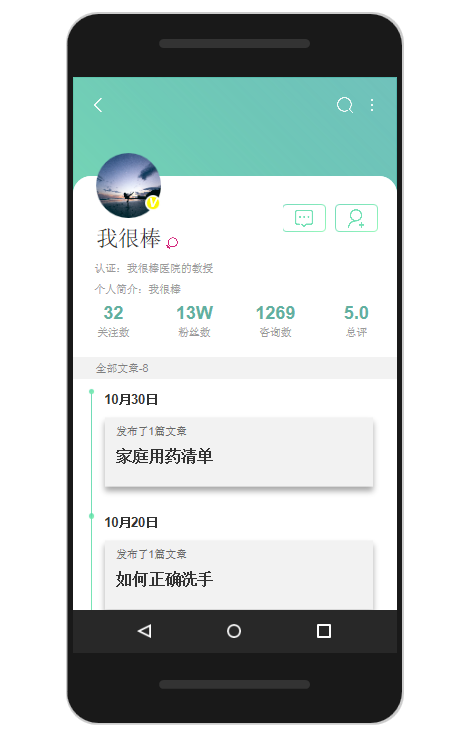 我很棒
认证：我很棒医院的教授
个人简介：我很棒
32 13W 1269 5.0
关注数 粉丝数 咨询数 总评
全部文章-8
10月30日
发布了1篇文章
家庭用药清单
10月20日
发布了1篇文章
如何正确洗手